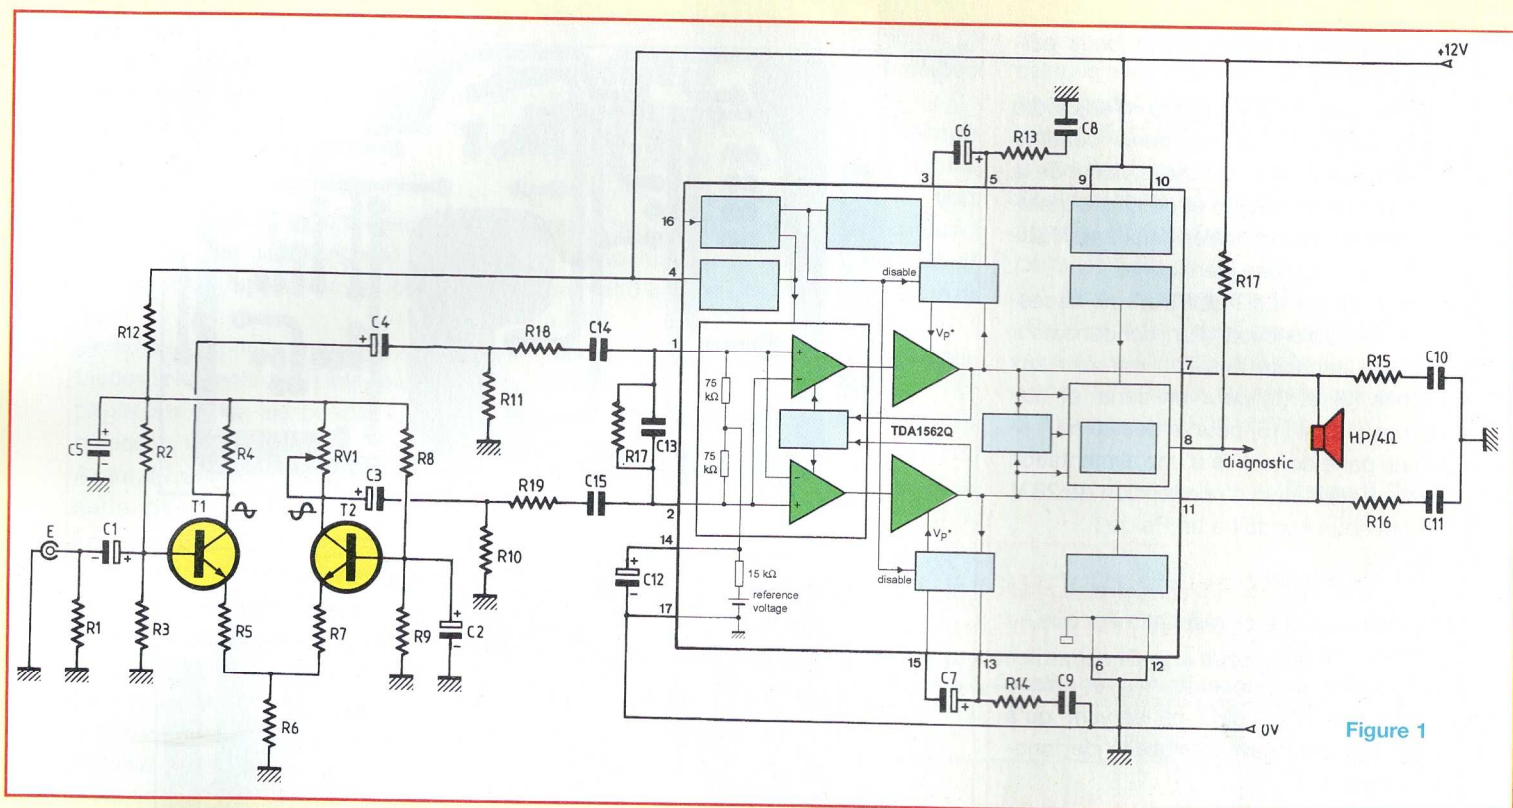 +12V
C6
R13
C8
3
5
9
10
16
4
disable
R17
R12
C4
R18
C14
1
Vp*
7
R15
C10
75
kΩ
R11
C13
R17
TDA1562Q
HP/4Ω
8
diagnostic
C5
R2
R4
RV1
R8
C3
75
kΩ
R19
C15
2
11
R16
C11
E
C1
T1
T2
R10
14
Vp*
C12
15 kΩ
disable
reference
voltage
17
R1
R3
R5
R7
R9
C2
15
13
6
12
C7
R14
C9
R6
0V
Figure 1